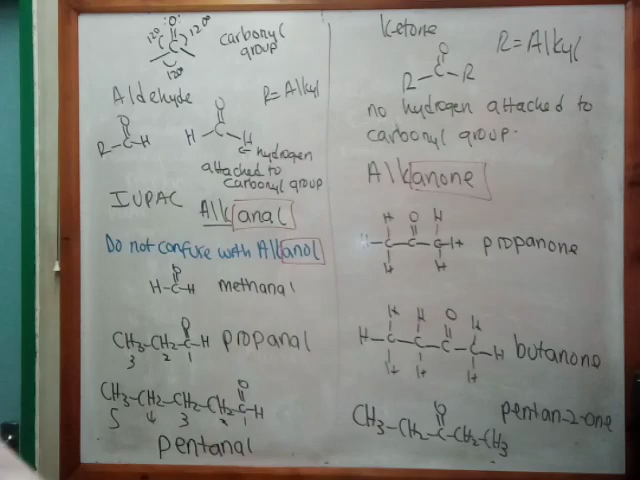 :O:
120 120°
120°
carbonyl
group
Aldehyde
R=Alkyl
O
R-C-H
O
H C H
← hydrogen
attached to
carbonyl group
IUPAC
Alkanal
Do not confuse with Alkanol
O
H-C-H methanal
O
CH3-CH2-C-H propanal
3 2 1
O
CH3-CH2-CH2-CH2-C-H
5 4 3 2 1
pentanal
Ketone
R=Alkyl
O
R-C-R
no hydrogen attached to
carbonyl group.
Alkanone
H O H
H-C-C-C-H propanone
H H
H H O H
H-C-C-C-C-H butanone
H H H
O
CH3-CH2-C-CH2-CH3
pentan-2-one